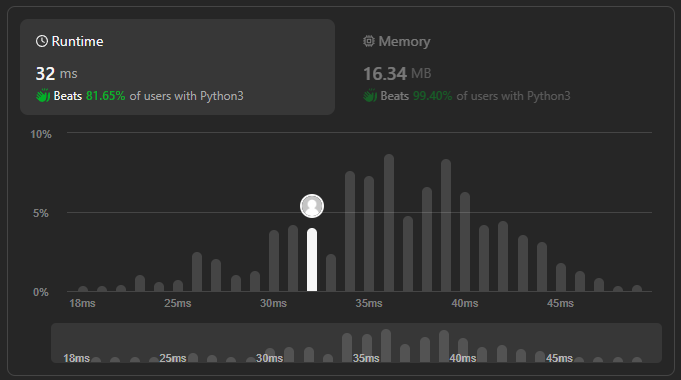 Runtime
32 ms
Beats 81.65% of users with Python3
Memory
16.34 MB
Beats 99.40% of users with Python3
10%
5%
0%
18ms 25ms 30ms 35ms 40ms 45ms
18ms 25ms 30ms 35ms 40ms 45ms